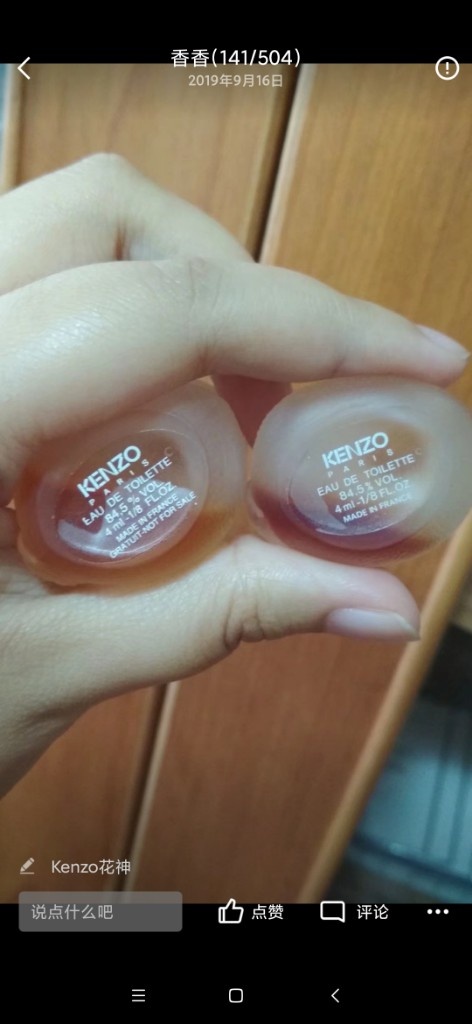 香香(141/504)
2019年9月16日
KENZO
PARIS
EAU DE TOILETTE
84.5% VOL.
4 ml-1/8 FL.OZ.
MADE IN FRANCE
GRATUIT-NOT FOR SALE
KENZO
PARIS
EAU DE TOILETTE
84.5% VOL.
4 ml-1/8 FL.OZ
MADE IN FRANCE
Kenzo花神
说点什么吧
点赞
评论